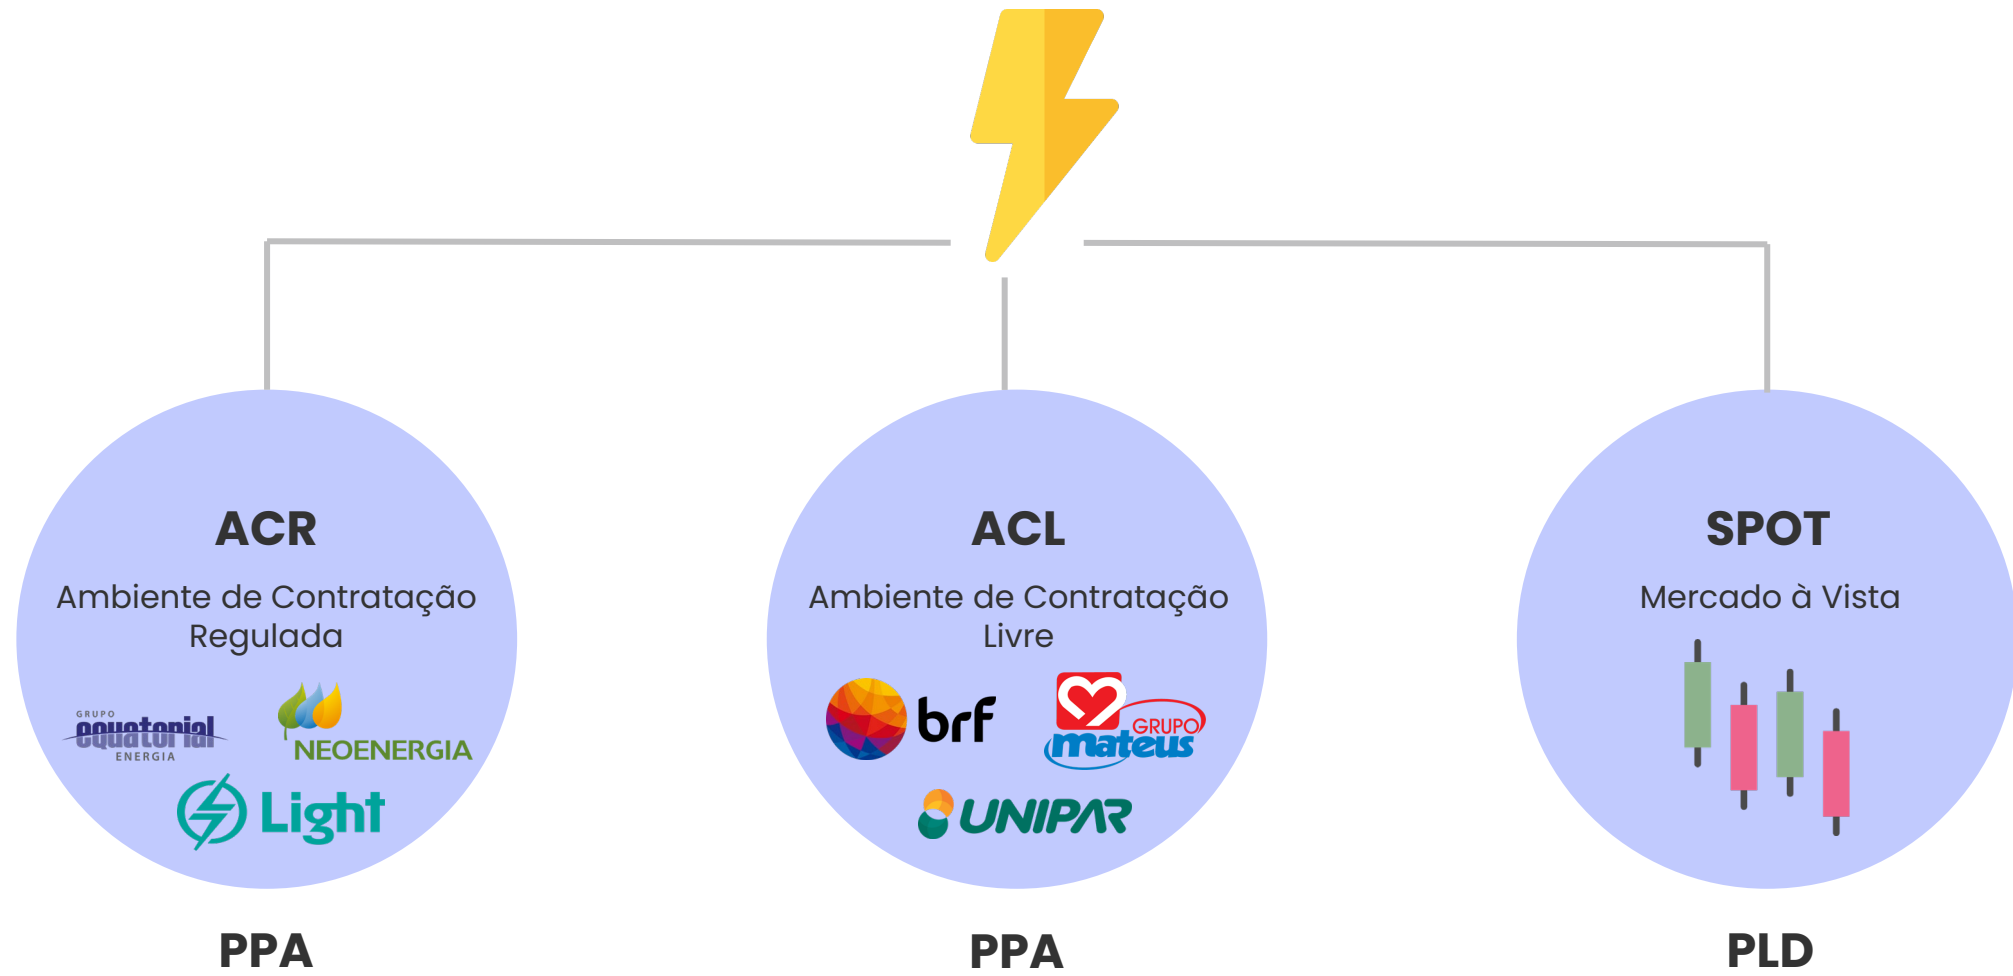 ACR
Ambiente de Contratação
Regulada
GRUPO
equatorial
ENERGIA
NEOENERGIA
Light
PPA
ACL
Ambiente de Contratação
Livre
brf
GRUPO
mateus
UNIPAR
PPA
SPOT
Mercado à Vista
PLD